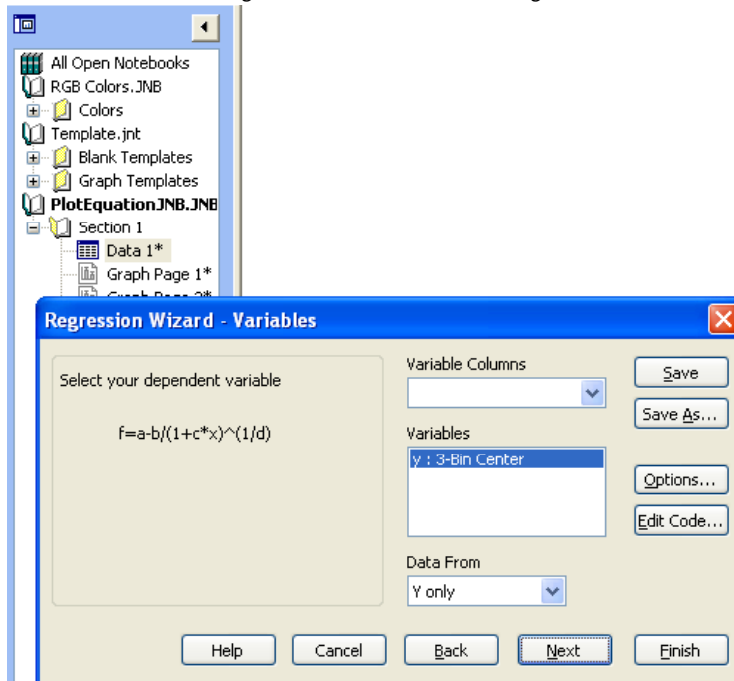 All Open Notebooks
RGB Colors.JNB
Colors
Template.jnt
Blank Templates
Graph Templates
PlotEquationJNB.JNB
Section 1
Data 1*
Graph Page 1*
Regression Wizard - Variables
Select your dependent variable
f=a-b/(1+c*x)^(1/d)
Variable Columns
Variables
y : 3-Bin Center
Data From
Y only
Save
Save As...
Options...
Edit Code...
Help
Cancel
Back
Next
Finish